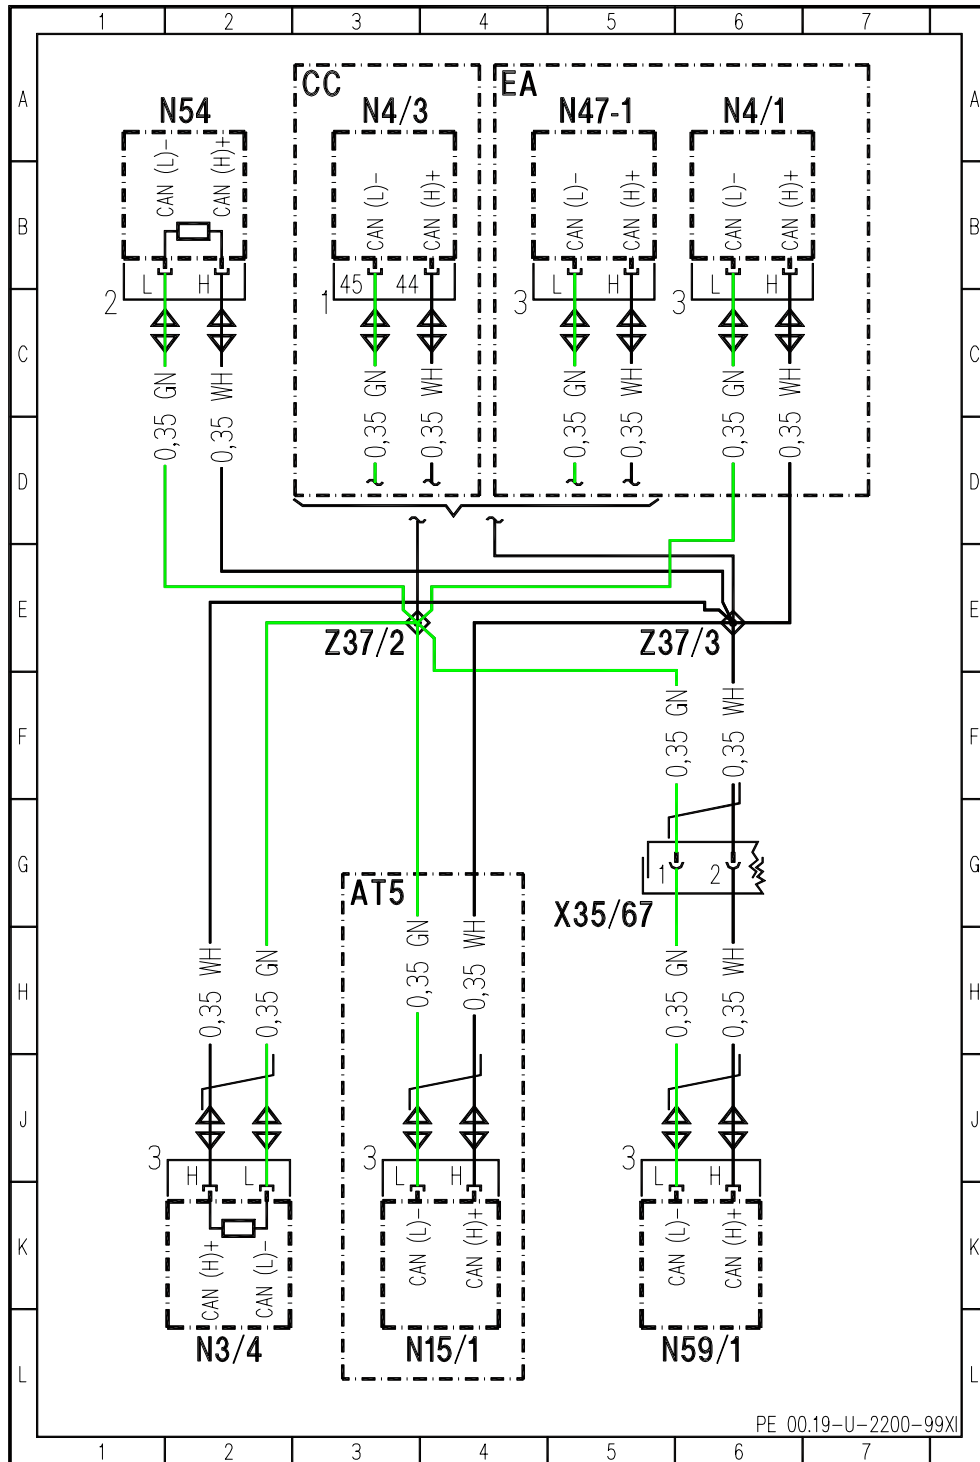 1 2 3 4 5 6 7
A A
CC EA
N54 N4/3 N47-1 N4/1
CAN (L)- CAN (H)+ CAN (L)- CAN (H)+ CAN (L)- CAN (H)+ CAN (L)- CAN (H)+
B B
L H 45 44 L H L H
2 1 3 3
C C
0,35 GN 0,35 WH 0,35 GN 0,35 WH 0,35 GN 0,35 WH 0,35 GN 0,35 WH
D D
E E
Z37/2 Z37/3
F F
0,35 GN 0,35 WH
G G
1 2
AT5
X35/67
H H
0,35 WH 0,35 GN 0,35 GN 0,35 WH 0,35 GN 0,35 WH
J J
3 3 3
H L L H L H
K K
CAN (H)+ CAN (L)- CAN (L)- CAN (H)+ CAN (L)- CAN (H)+
N3/4 N15/1 N59/1
L L
PE 00.19-U-2200-99XI
1 2 3 4 5 6 7